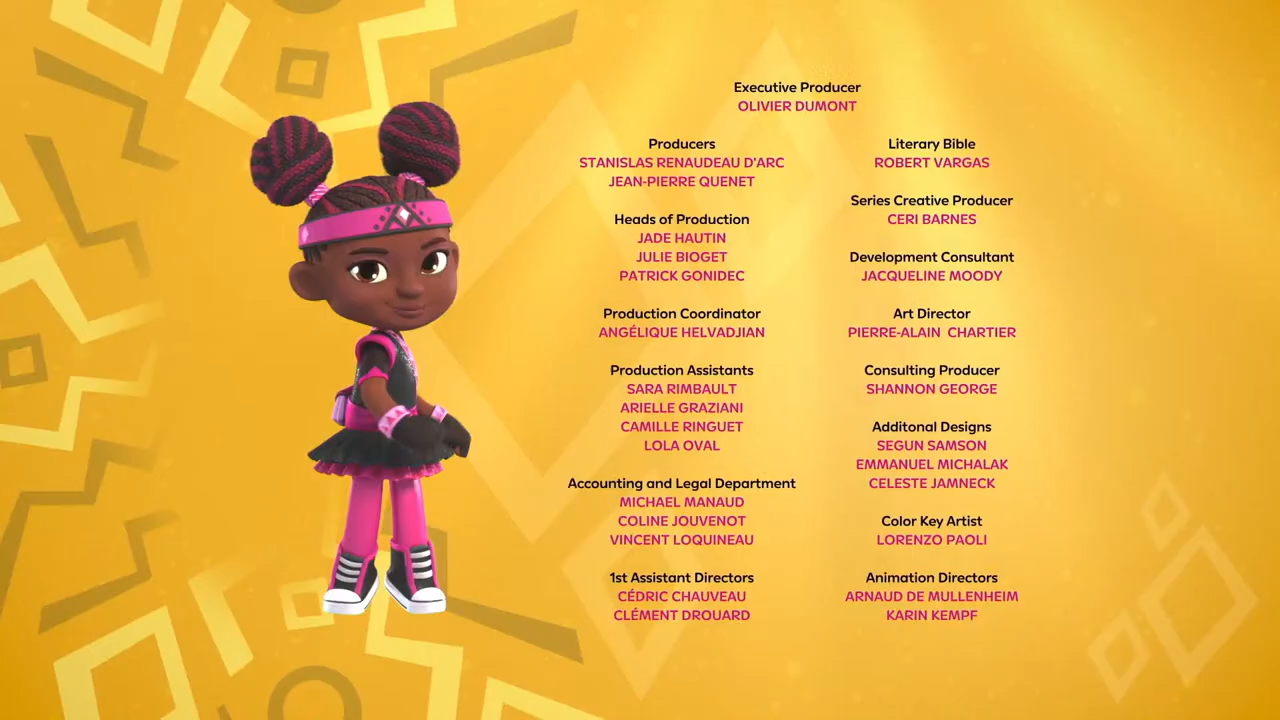 Executive Producer
OLIVIER DUMONT
Producers
STANISLAS RENAUDEAU D'ARC
JEAN-PIERRE QUENET
Heads of Production
JADE HAUTIN
JULIE BIOGET
PATRICK GONIDEC
Production Coordinator
ANGÉLIQUE HELVADJIAN
Production Assistants
SARA RIMBAULT
ARIELLE GRAZIANI
CAMILLE RINGUET
LOLA OVAL
Accounting and Legal Department
MICHAEL MANAUD
COLINE JOUVENOT
VINCENT LOQUINEAU
1st Assistant Directors
CÉDRIC CHAUVEAU
CLÉMENT DROUARD
Literary Bible
ROBERT VARGAS
Series Creative Producer
CERI BARNES
Development Consultant
JACQUELINE MOODY
Art Director
PIERRE-ALAIN  CHARTIER
Consulting Producer
SHANNON GEORGE
Additonal Designs
SEGUN SAMSON
EMMANUEL MICHALAK
CELESTE JAMNECK
Color Key Artist
LORENZO PAOLI
Animation Directors
ARNAUD DE MULLENHEIM
KARIN KEMPF